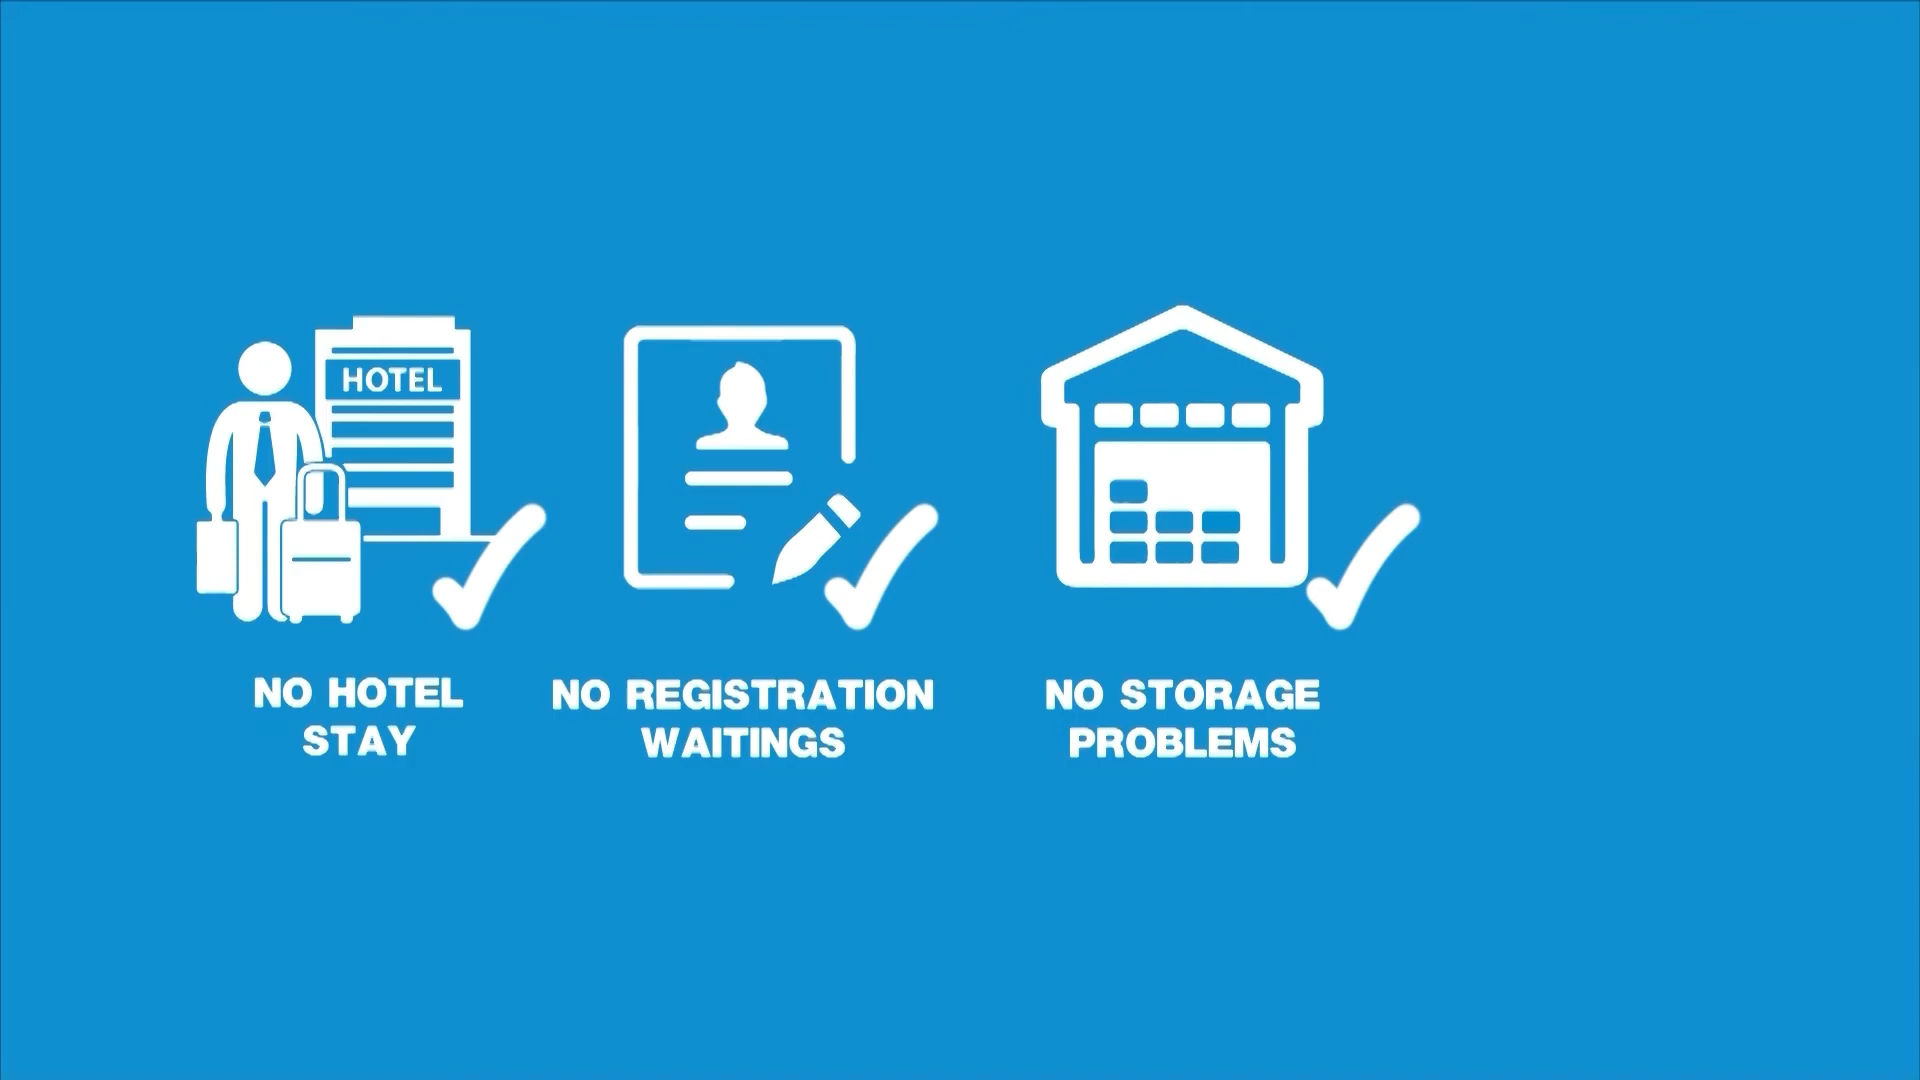 HOTEL
NO HOTEL
STAY
NO REGISTRATION
WAITINGS
NO STORAGE
PROBLEMS